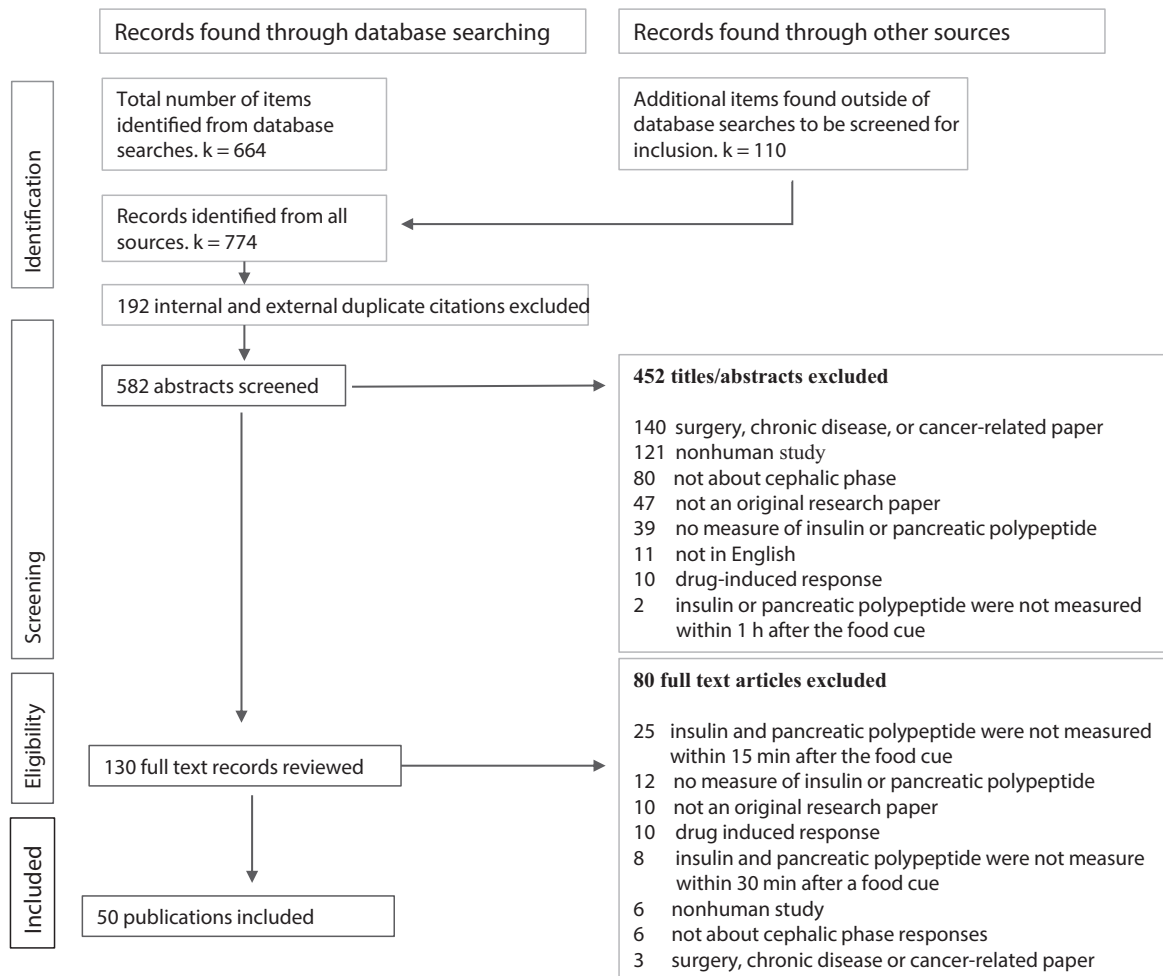 Records found through database searching
Records found through other sources
Identification
Total number of items
identified from database
searches. k = 664
Additional items found outside of
database searches to be screened for
inclusion. k = 110
Records identified from all
sources. k = 774
192 internal and external duplicate citations excluded
Screening
582 abstracts screened
452 titles/abstracts excluded
140 surgery, chronic disease, or cancer-related paper
121 nonhuman study
80 not about cephalic phase
47 not an original research paper
39 no measure of insulin or pancreatic polypeptide
11 not in English
10 drug-induced response
2 insulin or pancreatic polypeptide were not measured
within 1 h after the food cue
Eligibility
130 full text records reviewed
80 full text articles excluded
25 insulin and pancreatic polypeptide were not measured
within 15 min after the food cue
12 no measure of insulin or pancreatic polypeptide
10 not an original research paper
10 drug induced response
8 insulin and pancreatic polypeptide were not measure
within 30 min after a food cue
6 nonhuman study
6 not about cephalic phase responses
3 surgery, chronic disease or cancer-related paper
Included
50 publications included